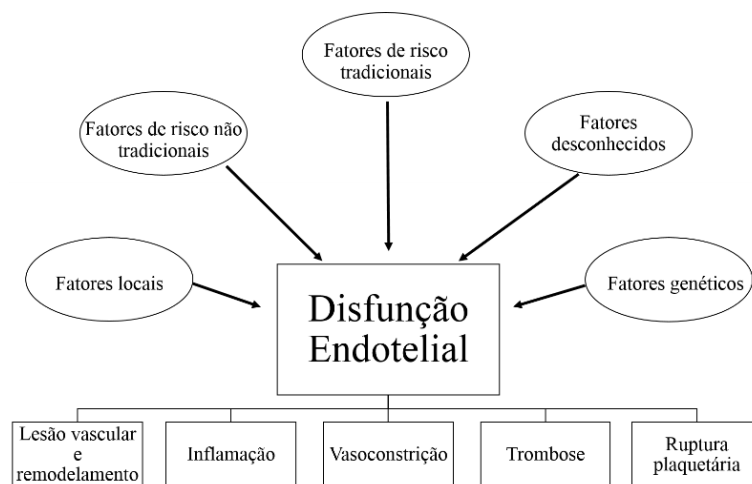 Fatores de risco
tradicionais
Fatores de risco não
tradicionais
Fatores
desconhecidos
Fatores locais
Fatores genéticos
Disfunção
Endotelial
Lesão vascular
e
remodelamento
Inflamação
Vasoconstrição
Trombose
Ruptura
plaquetária